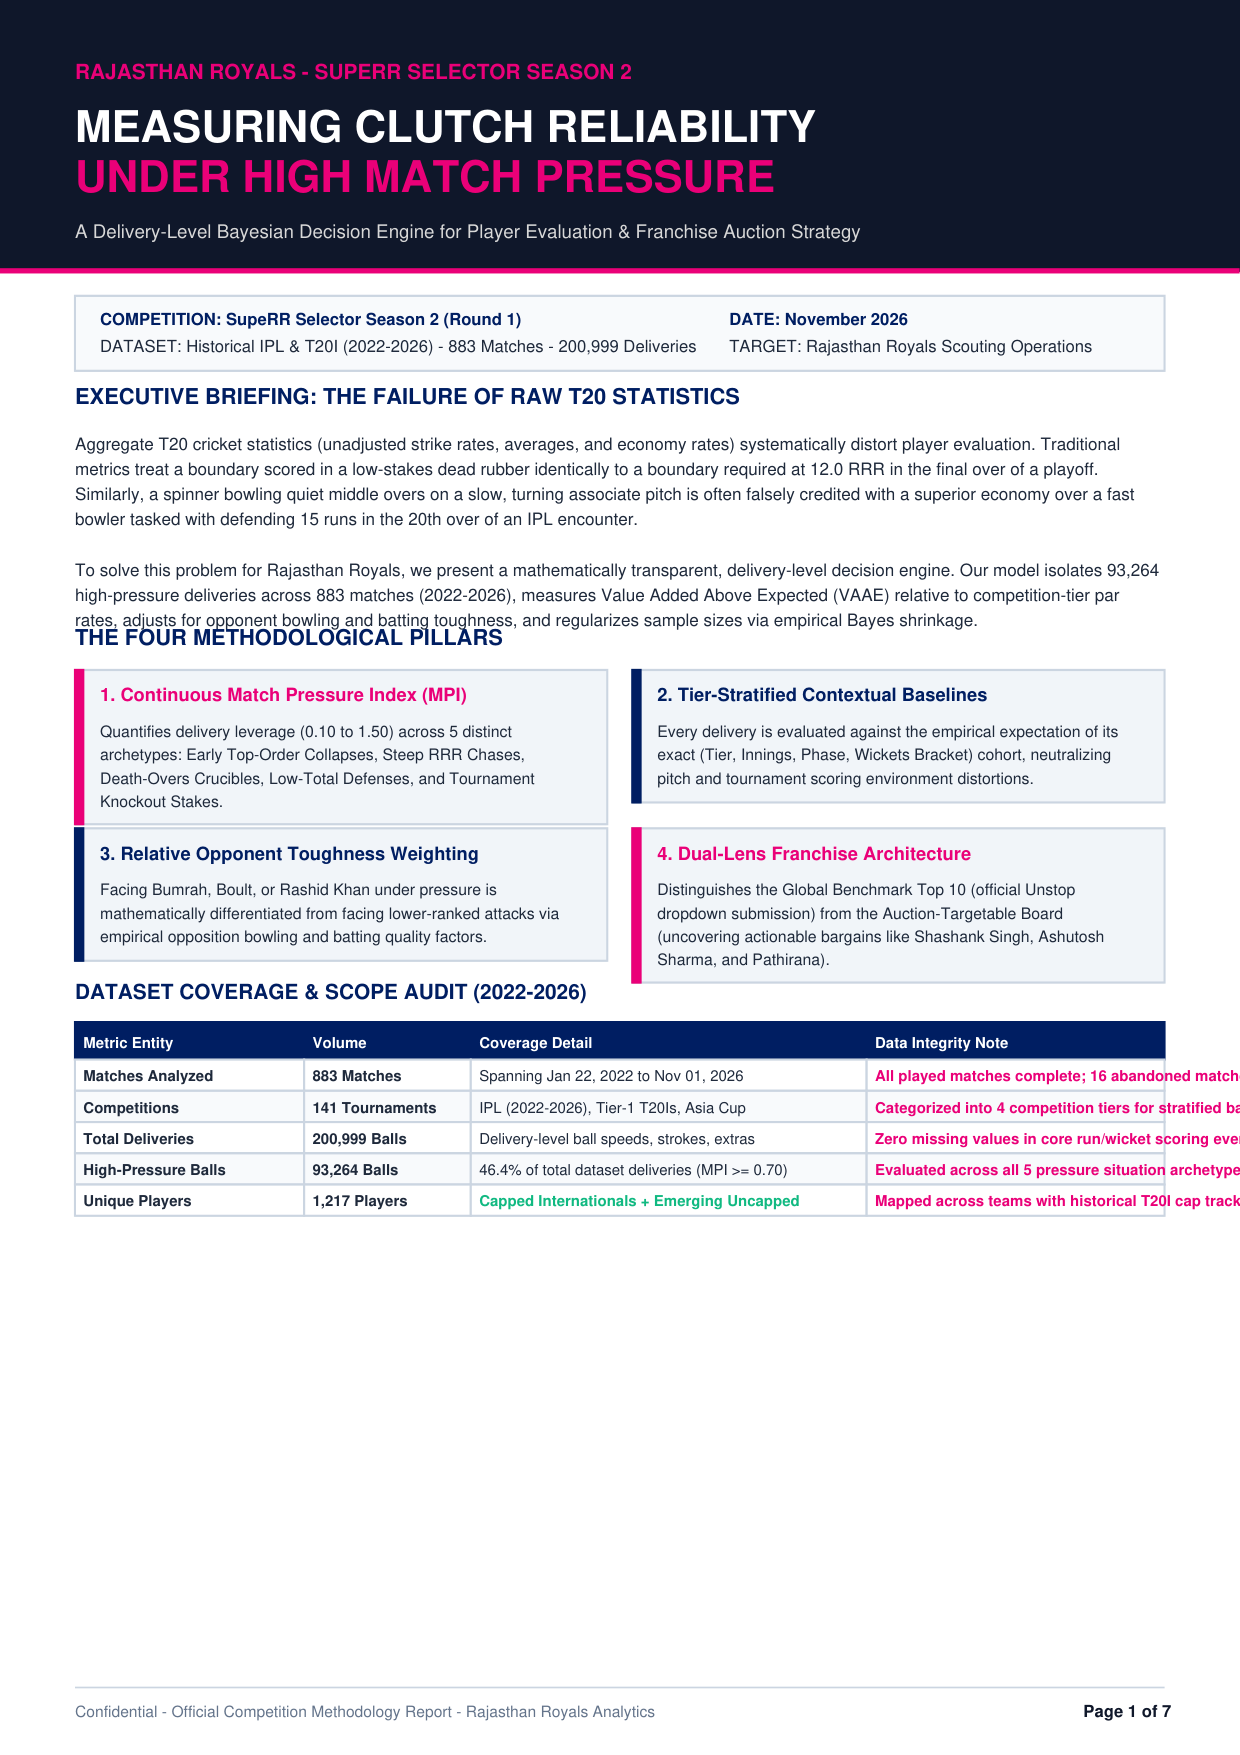 RAJASTHAN ROYALS - SUPERR SELECTOR SEASON 2
MEASURING CLUTCH RELIABILITY
UNDER HIGH MATCH PRESSURE
A Delivery-Level Bayesian Decision Engine for Player Evaluation & Franchise Auction Strategy
COMPETITION: SupeRR Selector Season 2 (Round 1)
DATE: November 2026
DATASET: Historical IPL & T20I (2022-2026) - 883 Matches - 200,999 Deliveries
TARGET: Rajasthan Royals Scouting Operations
EXECUTIVE BRIEFING: THE FAILURE OF RAW T20 STATISTICS
Aggregate T20 cricket statistics (unadjusted strike rates, averages, and economy rates) systematically distort player evaluation. Traditional
metrics treat a boundary scored in a low-stakes dead rubber identically to a boundary required at 12.0 RRR in the final over of a playoff.
Similarly, a spinner bowling quiet middle overs on a slow, turning associate pitch is often falsely credited with a superior economy over a fast
bowler tasked with defending 15 runs in the 20th over of an IPL encounter.
To solve this problem for Rajasthan Royals, we present a mathematically transparent, delivery-level decision engine. Our model isolates 93,264
high-pressure deliveries across 883 matches (2022-2026), measures Value Added Above Expected (VAAE) relative to competition-tier par
rates, adjusts for opponent bowling and batting toughness, and regularizes sample sizes via empirical Bayes shrinkage.
THE FOUR METHODOLOGICAL PILLARS
1. Continuous Match Pressure Index (MPI)
Quantifies delivery leverage (0.10 to 1.50) across 5 distinct
archetypes: Early Top-Order Collapses, Steep RRR Chases,
Death-Overs Crucibles, Low-Total Defenses, and Tournament
Knockout Stakes.
2. Tier-Stratified Contextual Baselines
Every delivery is evaluated against the empirical expectation of its
exact (Tier, Innings, Phase, Wickets Bracket) cohort, neutralizing
pitch and tournament scoring environment distortions.
3. Relative Opponent Toughness Weighting
Facing Bumrah, Boult, or Rashid Khan under pressure is
mathematically differentiated from facing lower-ranked attacks via
empirical opposition bowling and batting quality factors.
4. Dual-Lens Franchise Architecture
Distinguishes the Global Benchmark Top 10 (official Unstop
dropdown submission) from the Auction-Targetable Board
(uncovering actionable bargains like Shashank Singh, Ashutosh
Sharma, and Pathirana).
DATASET COVERAGE & SCOPE AUDIT (2022-2026)
Metric Entity Volume Coverage Detail Data Integrity Note
Matches Analyzed 883 Matches Spanning Jan 22, 2022 to Nov 01, 2026 All played matches complete; 16 abandoned match
Competitions 141 Tournaments IPL (2022-2026), Tier-1 T20Is, Asia Cup Categorized into 4 competition tiers for stratified ba
Total Deliveries 200,999 Balls Delivery-level ball speeds, strokes, extras Zero missing values in core run/wicket scoring eve
High-Pressure Balls 93,264 Balls 46.4% of total dataset deliveries (MPI >= 0.70) Evaluated across all 5 pressure situation archetype
Unique Players 1,217 Players Capped Internationals + Emerging Uncapped Mapped across teams with historical T20I cap track
Confidential - Official Competition Methodology Report - Rajasthan Royals Analytics
Page 1 of 7